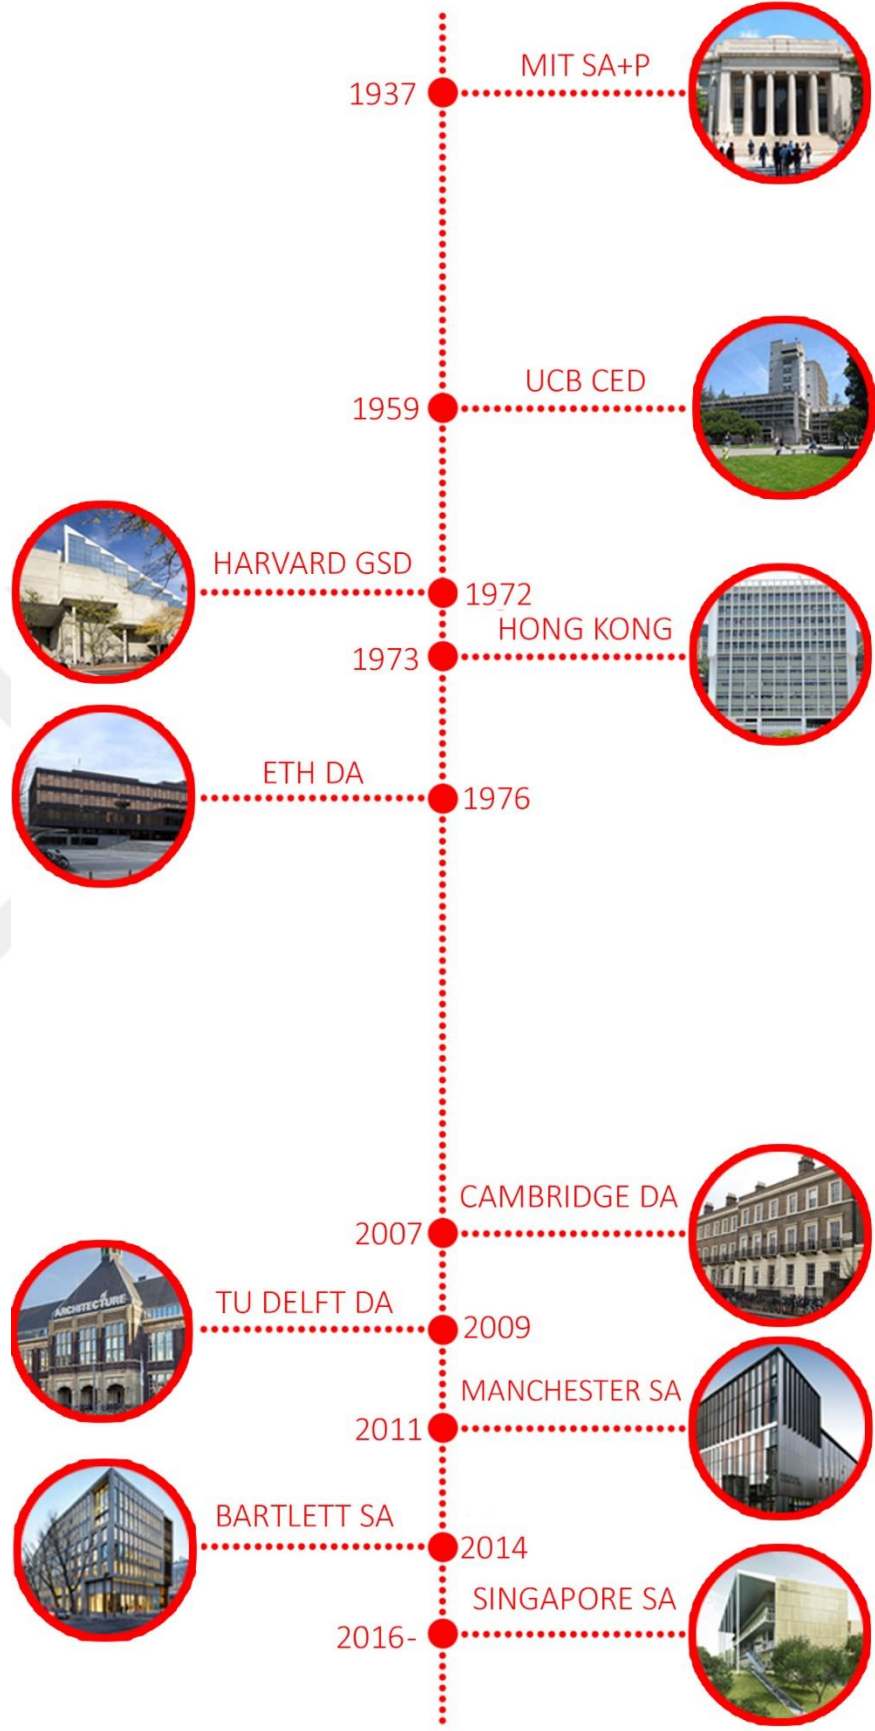 MIT SA+P
1937
UCB CED
1959
HARVARD GSD
1972
HONG KONG
1973
ETH DA
1976
CAMBRIDGE DA
2007
ARCHITECTURE
TU DELFT DA
2009
MANCHESTER SA
2011
BARTLETT SA
2014
SINGAPORE SA
2016-